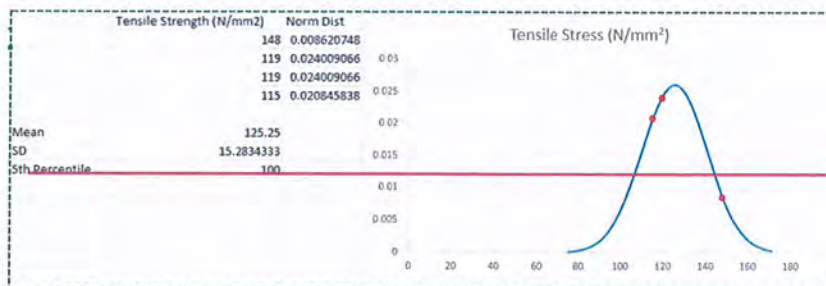 Tensile Strength (N/mm2) Norm Dist
148 0.008620748
119 0.024009066
119 0.024009066
115 0.020845838
Mean 125.25
SD 15.2834333
5th Percentile 100
Tensile Stress (N/mm²)
0.03
0.025
0.02
0.015
0.01
0.005
0
0 20 40 60 80 100 120 140 160 180